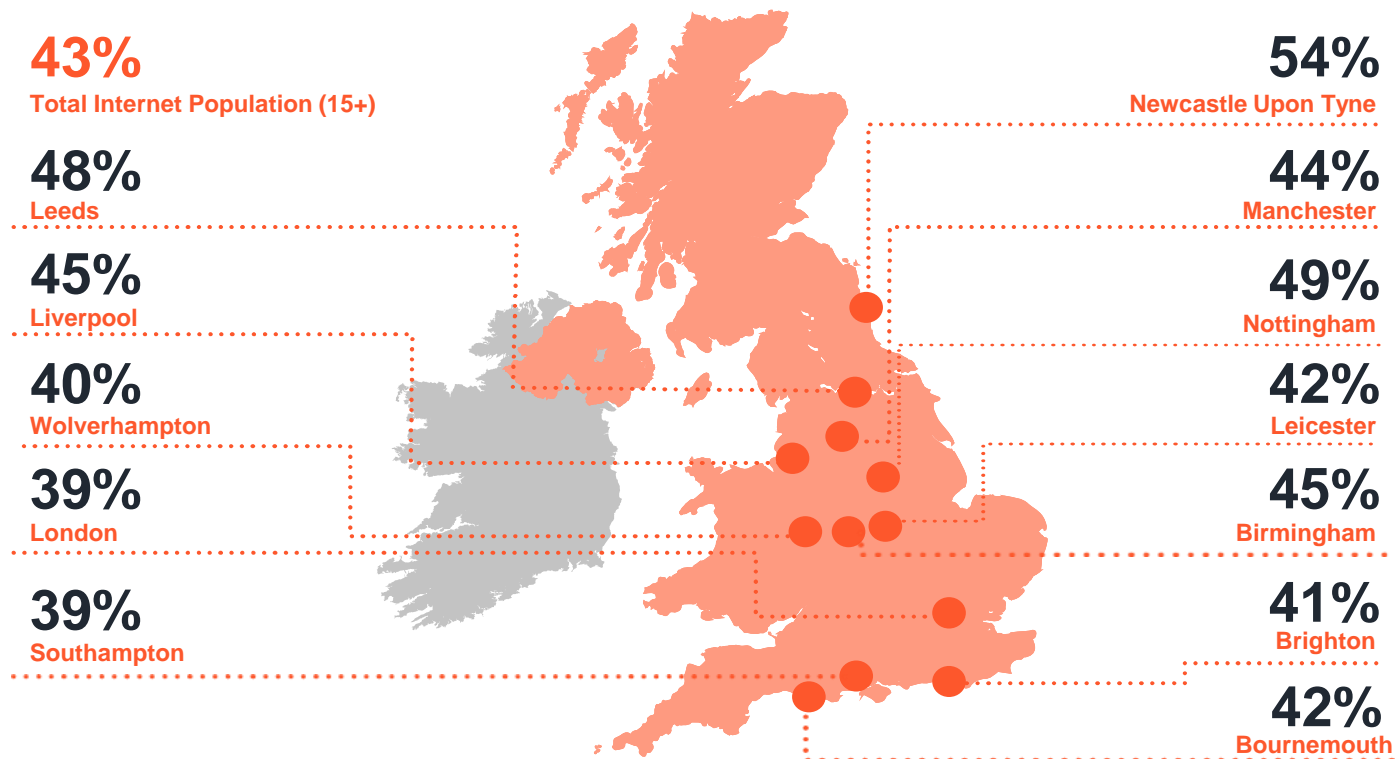 43%
Total Internet Population (15+)
48%
Leeds
45%
Liverpool
40%
Wolverhampton
39%
London
39%
Southampton
54%
Newcastle Upon Tyne
44%
Manchester
49%
Nottingham
42%
Leicester
45%
Birmingham
41%
Brighton
42%
Bournemouth